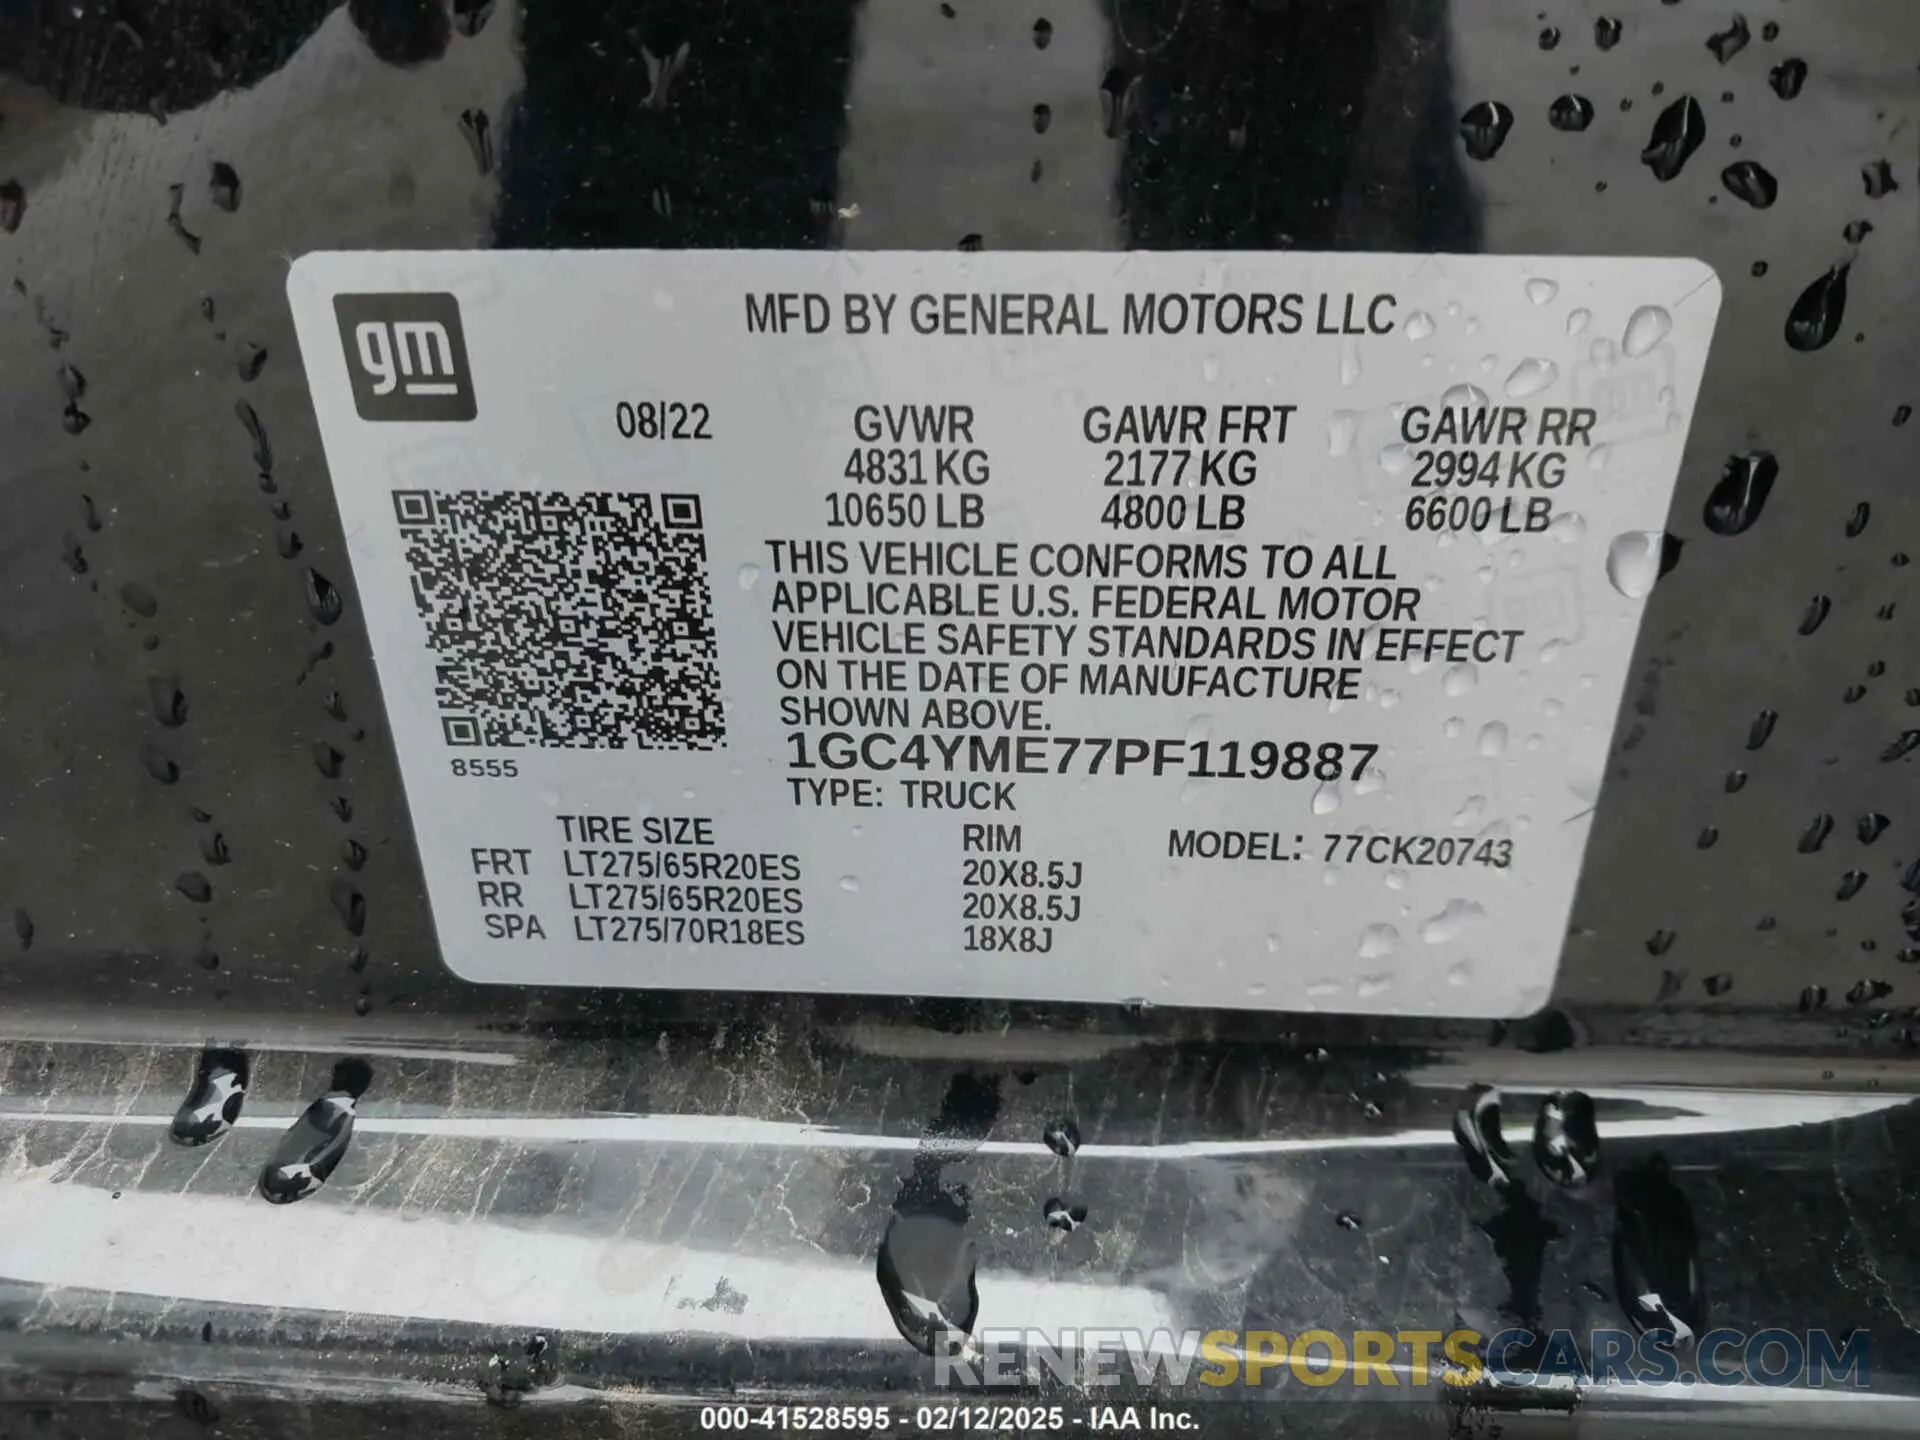 gm
MFD BY GENERAL MOTORS LLC
08/22 GVWR GAWR FRT GAWR RR
4831 KG 2177 KG 2994 KG
10650 LB 4800 LB 6600 LB
THIS VEHICLE CONFORMS TO ALL
APPLICABLE U.S. FEDERAL MOTOR
VEHICLE SAFETY STANDARDS IN EFFECT
ON THE DATE OF MANUFACTURE
SHOWN ABOVE.
1GC4YME77PF119887
8555
TYPE: TRUCK
TIRE SIZE RIM MODEL: 77CK20743
FRT LT275/65R20ES 20X8.5J
RR LT275/65R20ES 20X8.5J
SPA LT275/70R18ES 18X8J
RENEWSPORTSCARS.COM
000-41528595 - 02/12/2025 - IAA Inc.